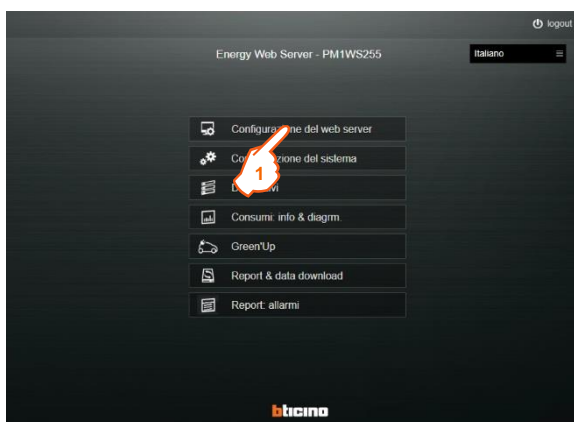 logout
Energy Web Server - PM1WS255
Italiano
del web server
del sistema
1
Consumi: info & diagrm.
Green'Up
Report & data download
Report: allarmi
bticino